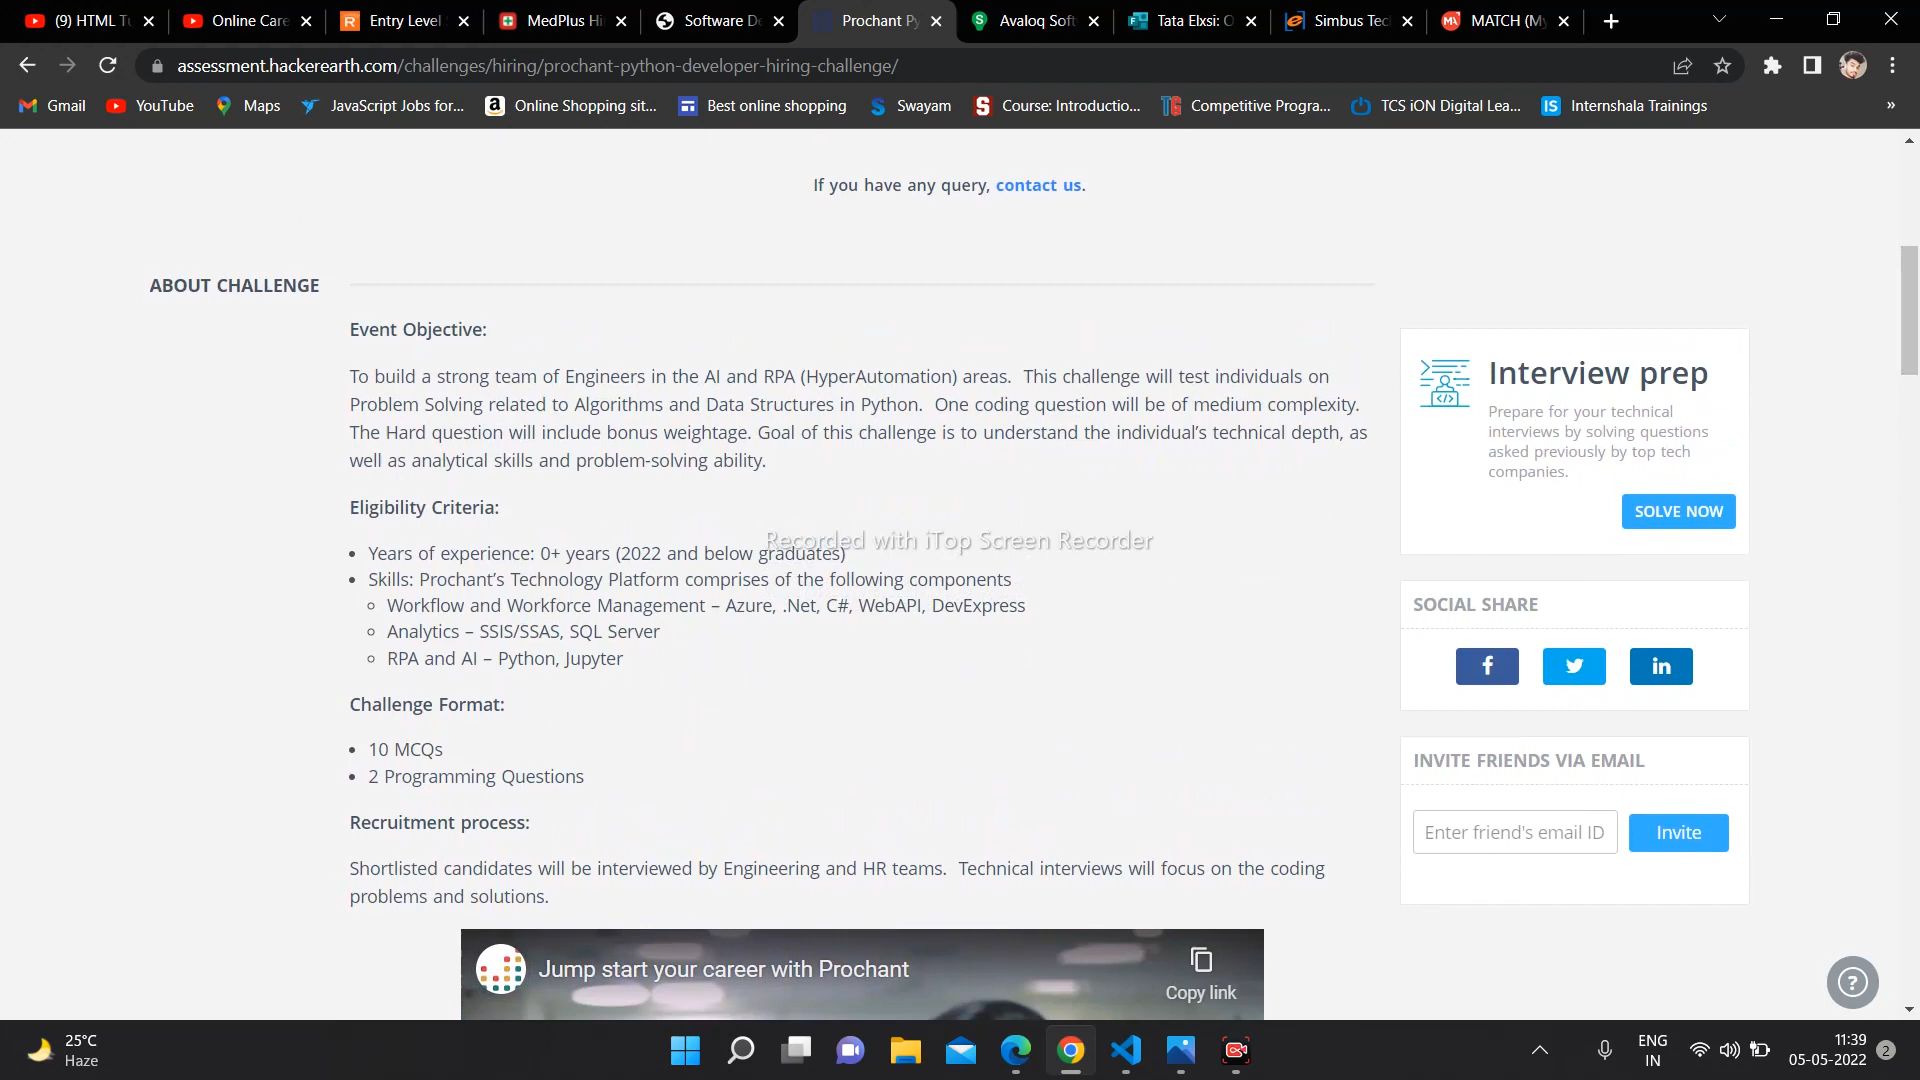 (9) HTML Tu
Online Care
Entry Level
MedPlus Hi
Software De
Prochant Py
Avaloq Soft
Tata Elxsi: O
Simbus Tec
MATCH (My
assessment.hackerearth.com/challenges/hiring/prochant-python-developer-hiring-challenge/
Gmail
YouTube
Maps
JavaScript Jobs for...
Online Shopping sit...
Best online shopping
Swayam
Course: Introductio...
Competitive Progra...
TCS iON Digital Lea...
Internshala Trainings
»
If you have any query, contact us.
ABOUT CHALLENGE
Event Objective:
To build a strong team of Engineers in the AI and RPA (HyperAutomation) areas. This challenge will test individuals on
Problem Solving related to Algorithms and Data Structures in Python. One coding question will be of medium complexity.
The Hard question will include bonus weightage. Goal of this challenge is to understand the individual’s technical depth, as
well as analytical skills and problem-solving ability.
Eligibility Criteria:
• Years of experience: 0+ years (2022 and below graduates)
• Skills: Prochant’s Technology Platform comprises of the following components
Workflow and Workforce Management – Azure, .Net, C#, WebAPI, DevExpress
Analytics – SSIS/SSAS, SQL Server
RPA and AI – Python, Jupyter
Challenge Format:
• 10 MCQs
• 2 Programming Questions
Recruitment process:
Shortlisted candidates will be interviewed by Engineering and HR teams. Technical interviews will focus on the coding
problems and solutions.
Jump start your career with Prochant
Copy link
Recorded with iTop Screen Recorder
Interview prep
Prepare for your technical
interviews by solving questions
asked previously by top tech
companies.
SOLVE NOW
SOCIAL SHARE
INVITE FRIENDS VIA EMAIL
Enter friend's email ID
Invite
?
25°C
Haze
ENG
IN
11:39
05-05-2022
2